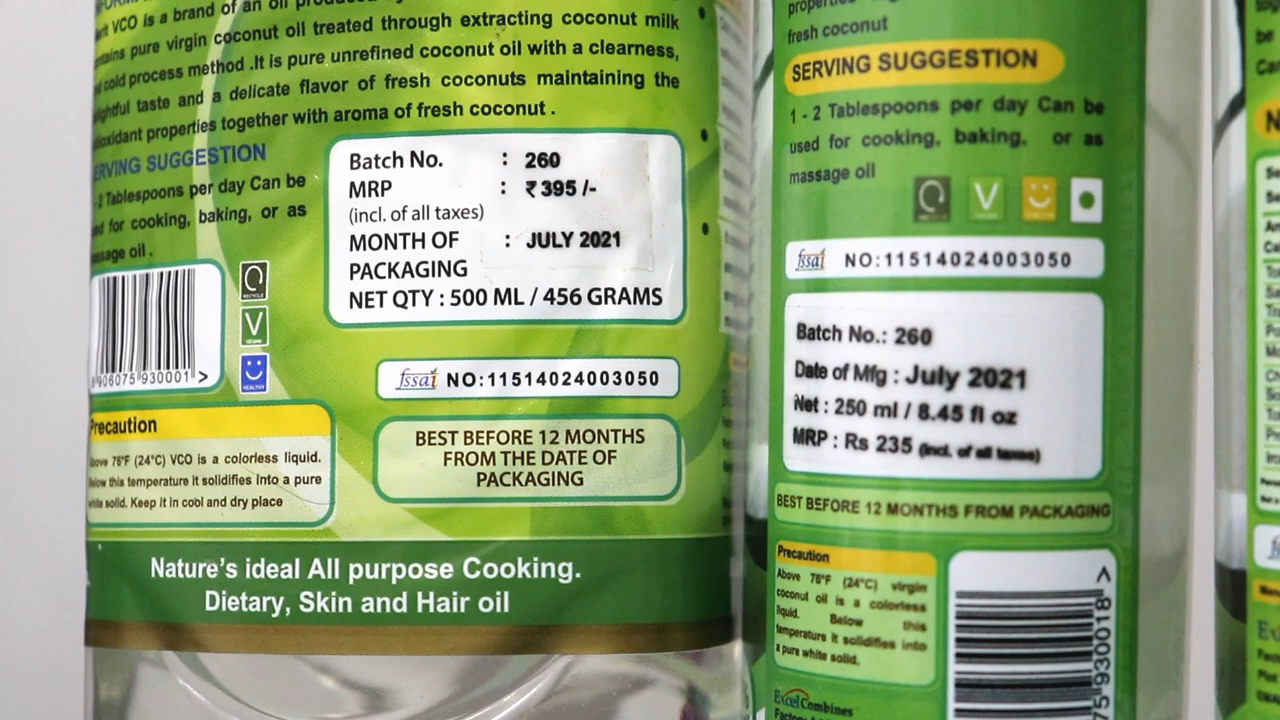 VCO is a brand of an oil
pure virgin coconut oil treated through extracting coconut milk
cold process method .It is pure unrefined coconut oil with a clearness,
taste and a delicate flavor of fresh coconuts maintaining the
properties together with aroma of fresh coconut .
SUGGESTION
2 Tablespoons per day Can be
for cooking, baking, or as
oil .
Batch No. : 260
MRP : ₹ 395 /-
(incl. of all taxes)
MONTH OF : JULY 2021
PACKAGING
NET QTY : 500 ML / 456 GRAMS
RECYCLE
V
VEGAN
HEALTHY
906075 930001 >
fssai NO:11514024003050
Precaution
76°F (24°C) VCO is a colorless liquid.
this temperature it solidifies into a pure
solid. Keep it in cool and dry place
BEST BEFORE 12 MONTHS
FROM THE DATE OF
PACKAGING
Nature's ideal All purpose Cooking.
Dietary, Skin and Hair oil
properties
fresh coconut
SERVING SUGGESTION
1 - 2 Tablespoons per day Can be
used for cooking, baking, or as
massage oil
V
fssai NO:11514024003050
Batch No.: 260
Date of Mfg : July 2021
Net : 250 ml / 8.45 fl oz
MRP : Rs 235 (incl. of all taxes)
BEST BEFORE 12 MONTHS FROM PACKAGING
Precaution
Above 76°F (24°C) virgin
coconut oil is a colorless
liquid. Below this
temperature it solidifies into
a pure white solid.
75 930018 >
Excel Combines
be